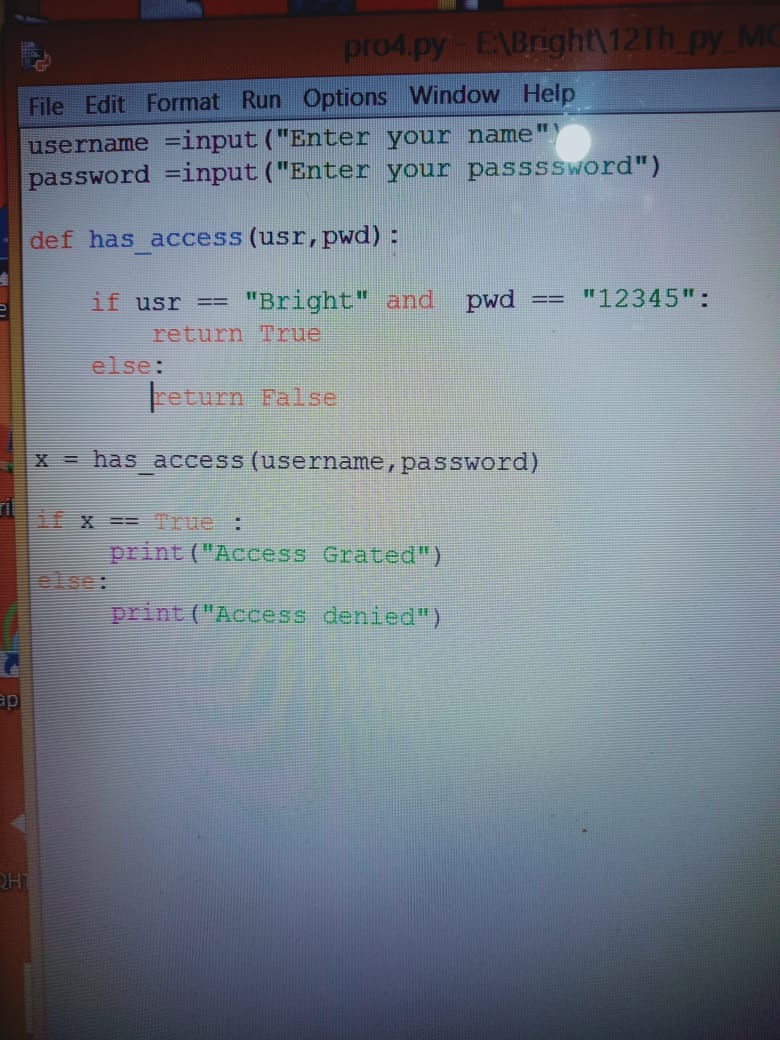 pro4.py - E:\Bright\12Th_py_MO
File Edit Format Run Options Window Help
username =input("Enter your name")
password =input("Enter your passssword")
def has_access(usr,pwd):
if usr == "Bright" and pwd == "12345":
return True
else:
return False
x = has_access(username,password)
if x == True :
print("Access Grated")
else:
print("Access denied")